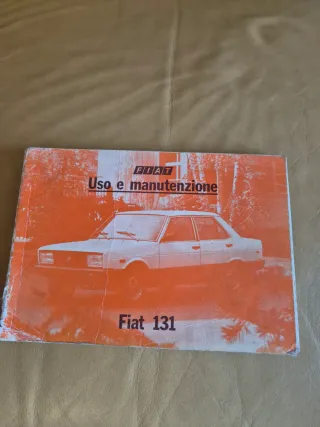 FIAT
Uso e manutenzione
Fiat 131